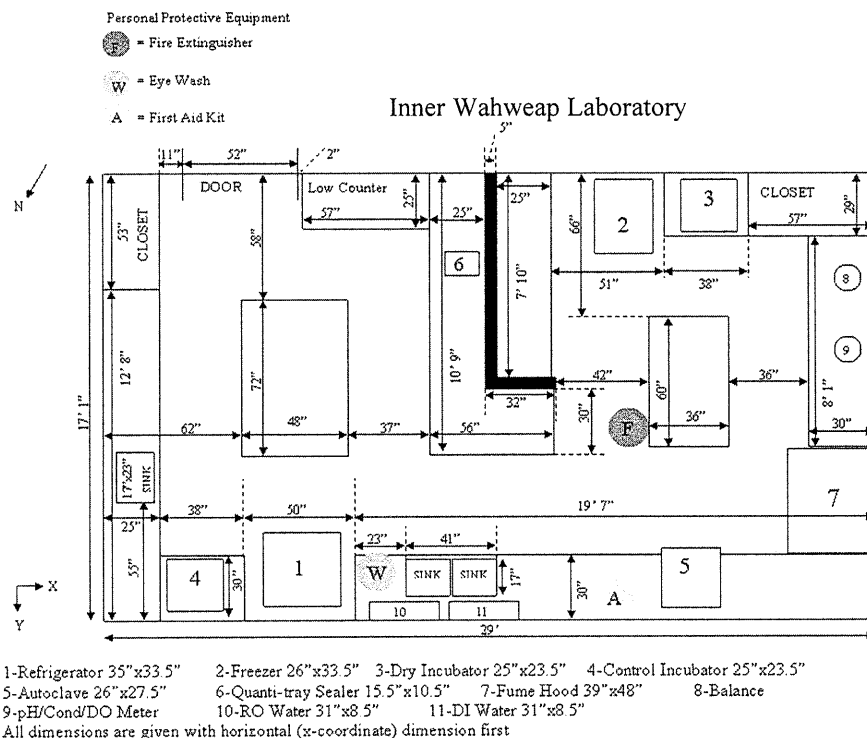 Personal Protective Equipment
F = Fire Extinguisher
W = Eye Wash
A = First Aid Kit
Inner Wahweap Laboratory
5"
11" 52" 2"
N
DOOR Low Counter CLOSET
53" CLOSET 58" 57" 25" 25" 25" 66" 2 3 57" 29"
6 7' 10" 51" 38" 8
12' 8" 72" 10' 9" 42" 60" 36" 9
17' 1" 32" 8' 1"
62" 48" 37" 56" 30" F 36" 30"
17"x23" SINK 7
19' 7"
25" 38" 50"
55" 23" 41"
4 30" 1 W SINK SINK 17" 30" A 5
10 11
X
Y
29'
1-Refrigerator 35"x33.5" 2-Freezer 26"x33.5" 3-Dry Incubator 25"x23.5" 4-Control Incubator 25"x23.5"
5-Autoclave 26"x27.5" 6-Quanti-tray Sealer 15.5"x10.5" 7-Fume Hood 39"x48" 8-Balance
9-pH/Cond/DO Meter 10-RO Water 31"x8.5" 11-DI Water 31"x8.5"
All dimensions are given with horizontal (x-coordinate) dimension first